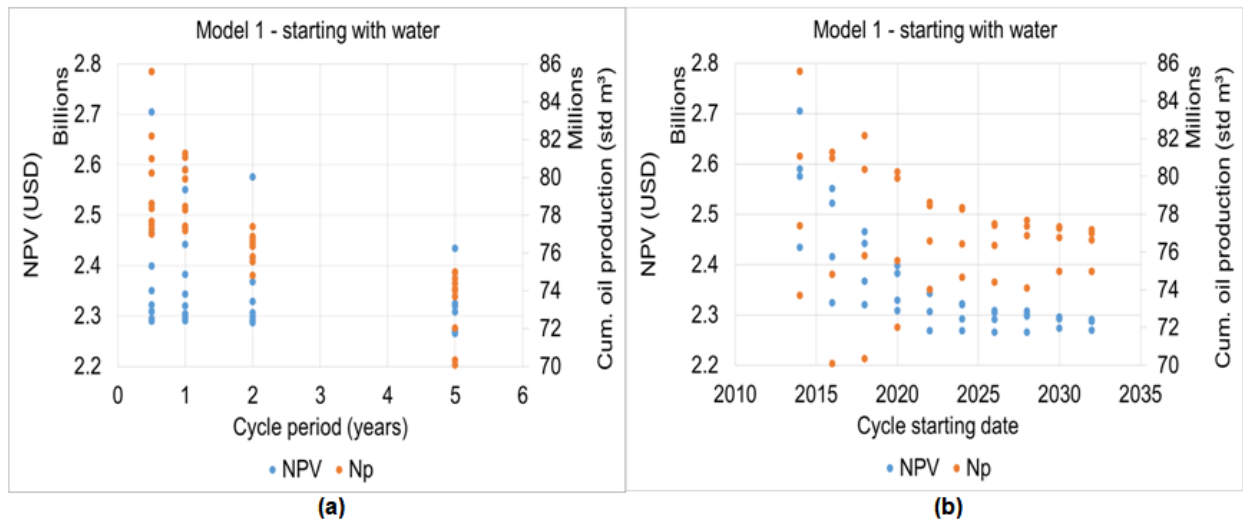 Model 1 - starting with water
NPV (USD)
Billions
2.8
2.7
2.6
2.5
2.4
2.3
2.2
Millions
Cum. oil production (std m³)
86
84
82
80
78
76
74
72
70
0 1 2 3 4 5 6
Cycle period (years)
NPV Np
(a)
Model 1 - starting with water
NPV (USD)
Billions
2.8
2.7
2.6
2.5
2.4
2.3
2.2
Millions
Cum. oil production (std m³)
86
84
82
80
78
76
74
72
70
2010 2015 2020 2025 2030 2035
Cycle starting date
NPV Np
(b)